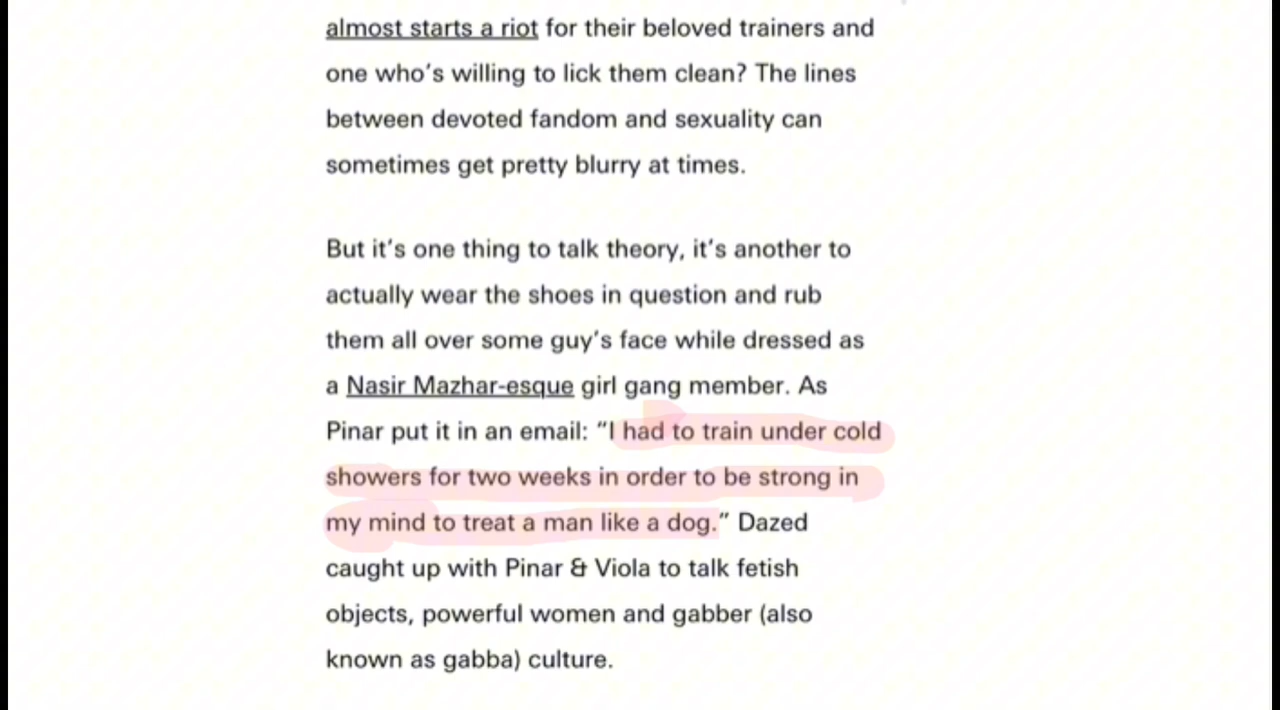 almost starts a riot for their beloved trainers and
one who's willing to lick them clean? The lines
between devoted fandom and sexuality can
sometimes get pretty blurry at times.
But it's one thing to talk theory, it's another to
actually wear the shoes in question and rub
them all over some guy's face while dressed as
a Nasir Mazhar-esque girl gang member. As
Pinar put it in an email: “I had to train under cold
showers for two weeks in order to be strong in
my mind to treat a man like a dog.” Dazed
caught up with Pinar & Viola to talk fetish
objects, powerful women and gabber (also
known as gabba) culture.